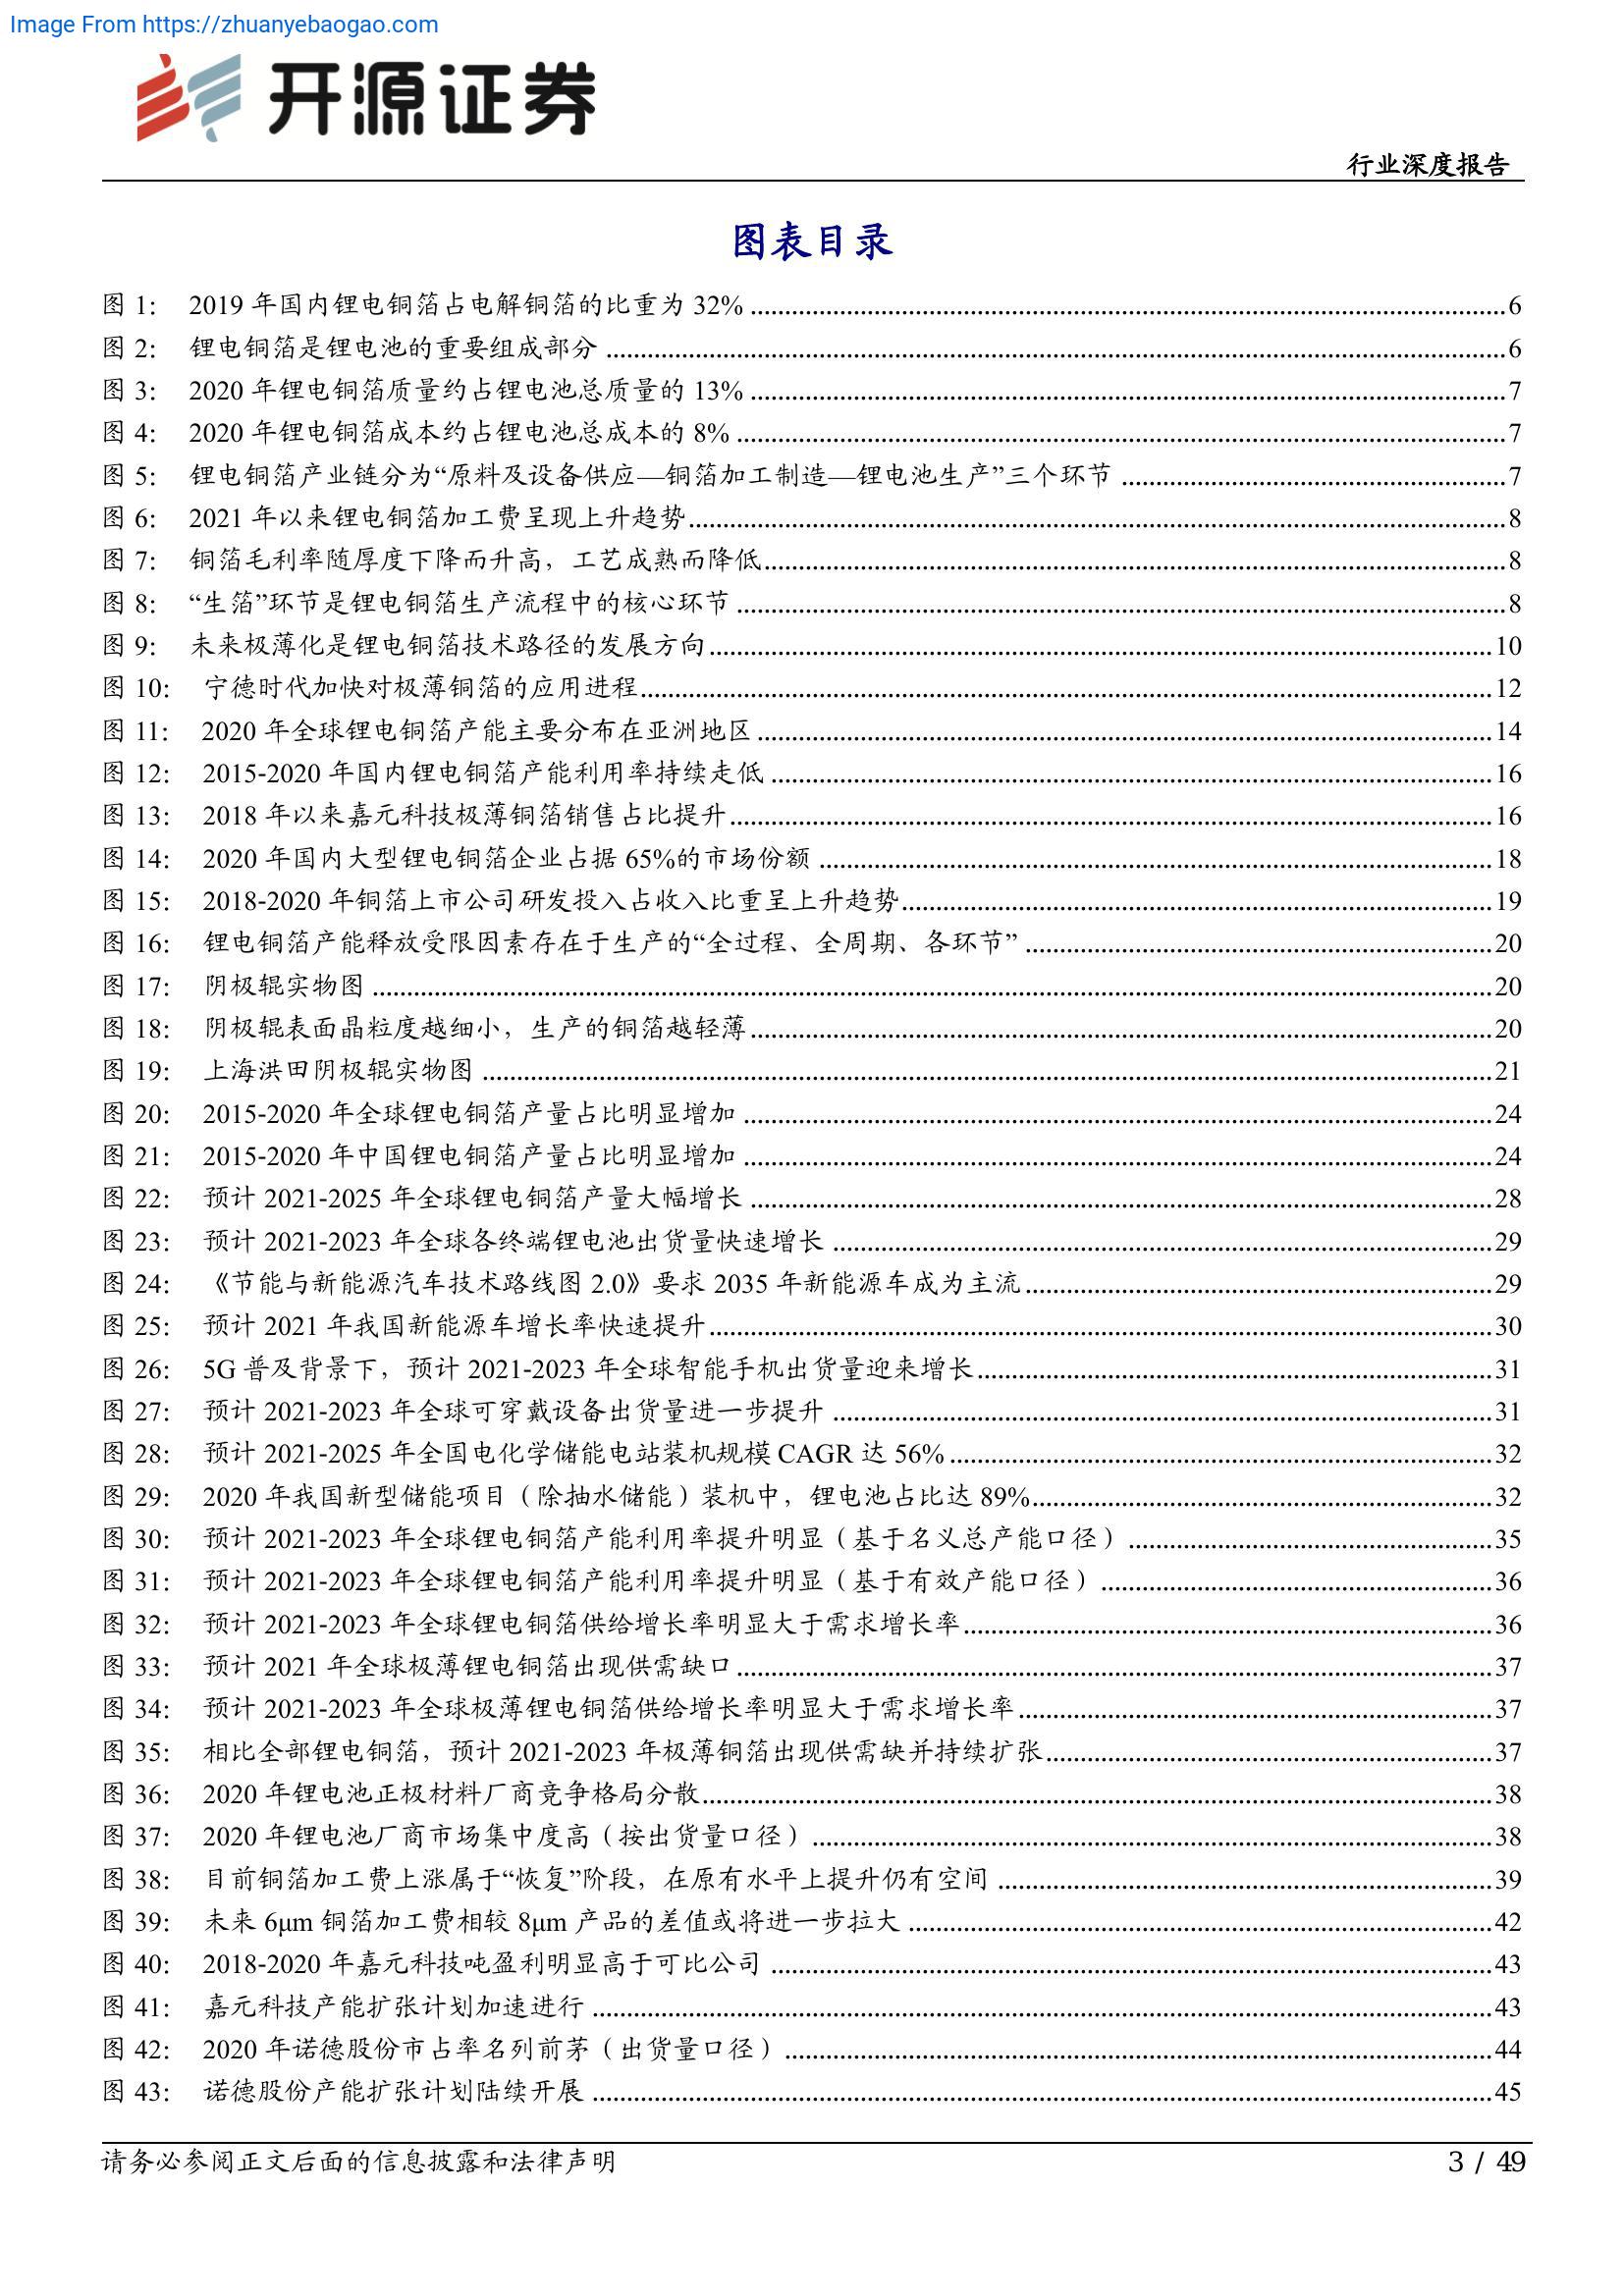 Image From https://zhuanyebaogao.com
开源证券
行业深度报告
图表目录
图 1： 2019 年国内锂电铜箔占电解铜箔的比重为 32% ........ 6
图 2： 锂电铜箔是锂电池的重要组成部分 ........ 6
图 3： 2020 年锂电铜箔质量约占锂电池总质量的 13% ........ 7
图 4： 2020 年锂电铜箔成本约占锂电池总成本的 8% ........ 7
图 5： 锂电铜箔产业链分为“原料及设备供应—铜箔加工制造—锂电池生产”三个环节 ........ 7
图 6： 2021 年以来锂电铜箔加工费呈现上升趋势 ........ 8
图 7： 铜箔毛利率随厚度下降而升高，工艺成熟而降低 ........ 8
图 8： “生箔”环节是锂电铜箔生产流程中的核心环节 ........ 8
图 9： 未来极薄化是锂电铜箔技术路径的发展方向 ........ 10
图 10： 宁德时代加快对极薄铜箔的应用进程 ........ 12
图 11： 2020 年全球锂电铜箔产能主要分布在亚洲地区 ........ 14
图 12： 2015-2020 年国内锂电铜箔产能利用率持续走低 ........ 16
图 13： 2018 年以来嘉元科技极薄铜箔销售占比提升 ........ 16
图 14： 2020 年国内大型锂电铜箔企业占据 65%的市场份额 ........ 18
图 15： 2018-2020 年铜箔上市公司研发投入占收入比重呈上升趋势 ........ 19
图 16： 锂电铜箔产能释放受限因素存在于生产的“全过程、全周期、各环节” ........ 20
图 17： 阴极辊实物图 ........ 20
图 18： 阴极辊表面晶粒度越细小，生产的铜箔越轻薄 ........ 20
图 19： 上海洪田阴极辊实物图 ........ 21
图 20： 2015-2020 年全球锂电铜箔产量占比明显增加 ........ 24
图 21： 2015-2020 年中国锂电铜箔产量占比明显增加 ........ 24
图 22： 预计 2021-2025 年全球锂电铜箔产量大幅增长 ........ 28
图 23： 预计 2021-2023 年全球各终端锂电池出货量快速增长 ........ 29
图 24： 《节能与新能源汽车技术路线图 2.0》要求 2035 年新能源车成为主流 ........ 29
图 25： 预计 2021 年我国新能源车增长率快速提升 ........ 30
图 26： 5G 普及背景下，预计 2021-2023 年全球智能手机出货量迎来增长 ........ 31
图 27： 预计 2021-2023 年全球可穿戴设备出货量进一步提升 ........ 31
图 28： 预计 2021-2025 年全国电化学储能电站装机规模 CAGR 达 56% ........ 32
图 29： 2020 年我国新型储能项目（除抽水储能）装机中，锂电池占比达 89% ........ 32
图 30： 预计 2021-2023 年全球锂电铜箔产能利用率提升明显（基于名义总产能口径） ........ 35
图 31： 预计 2021-2023 年全球锂电铜箔产能利用率提升明显（基于有效产能口径） ........ 36
图 32： 预计 2021-2023 年全球锂电铜箔供给增长率明显大于需求增长率 ........ 36
图 33： 预计 2021 年全球极薄锂电铜箔出现供需缺口 ........ 37
图 34： 预计 2021-2023 年全球极薄锂电铜箔供给增长率明显大于需求增长率 ........ 37
图 35： 相比全部锂电铜箔，预计 2021-2023 年极薄铜箔出现供需缺并持续扩张 ........ 37
图 36： 2020 年锂电池正极材料厂商竞争格局分散 ........ 38
图 37： 2020 年锂电池厂商市场集中度高（按出货量口径） ........ 38
图 38： 目前铜箔加工费上涨属于“恢复”阶段，在原有水平上提升仍有空间 ........ 39
图 39： 未来 6μm 铜箔加工费相较 8μm 产品的差值或将进一步拉大 ........ 42
图 40： 2018-2020 年嘉元科技吨盈利明显高于可比公司 ........ 43
图 41： 嘉元科技产能扩张计划加速进行 ........ 43
图 42： 2020 年诺德股份市占率名列前茅（出货量口径） ........ 44
图 43： 诺德股份产能扩张计划陆续开展 ........ 45
请务必参阅正文后面的信息披露和法律声明
3 / 49